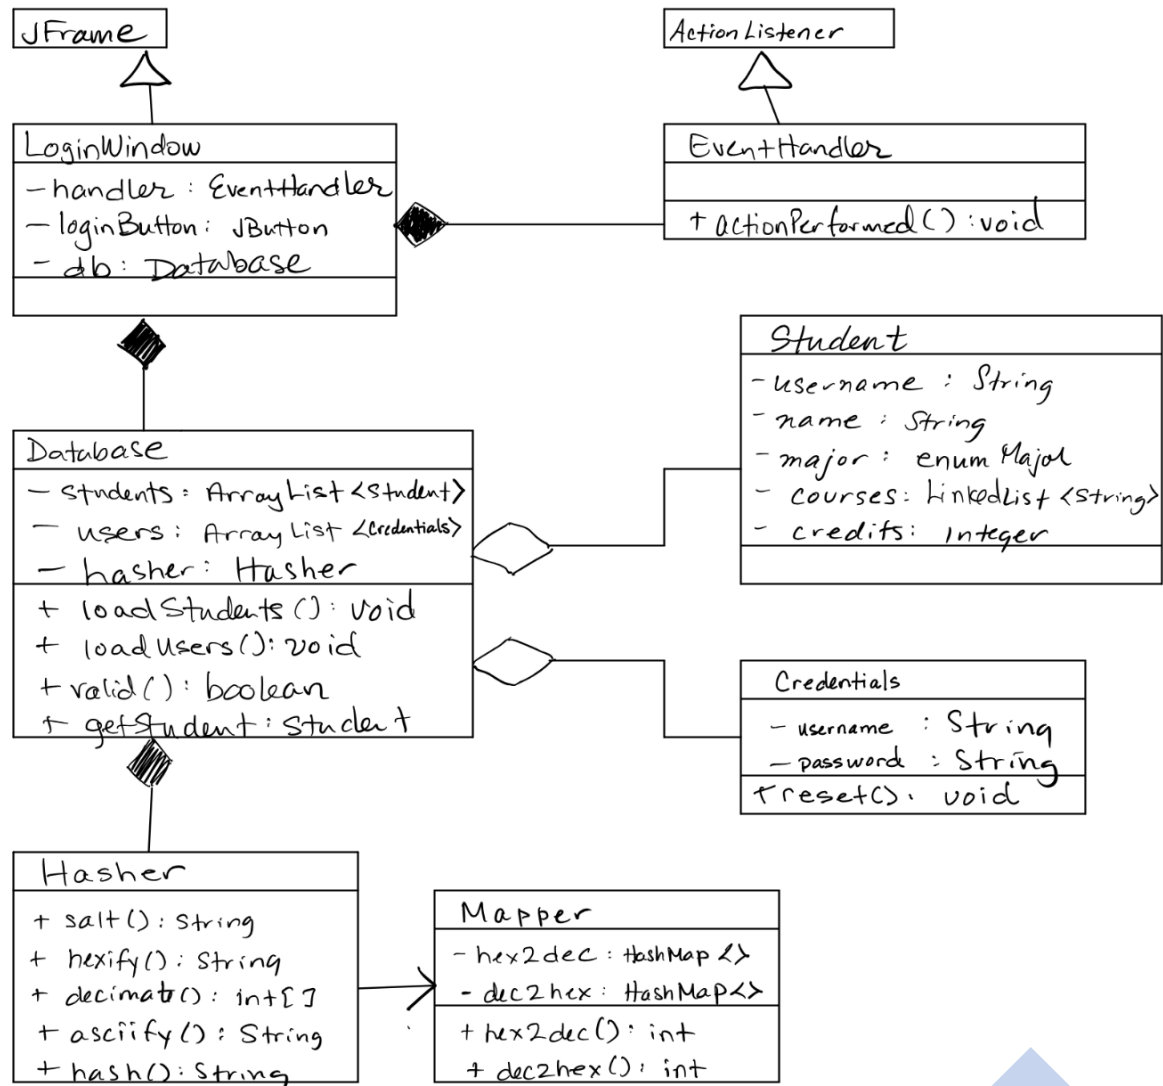 JFrame
ActionListener
LoginWindow
- handler: EventHandler
- loginButton: JButton
- db: Database
EventHandler
+ actionPerformed(): void
Student
- username : String
- name : String
- major : enum Major
- courses: LinkedList <String>
- credits: Integer
Database
- students: ArrayList <Student>
- users: ArrayList <Credentials>
- hasher: Hasher
+ loadStudents(): void
+ loadUsers(): void
+ valid(): boolean
+ getStudent: Student
Credentials
- username : String
- password : String
+ reset(): void
Hasher
+ salt(): String
+ hexify(): String
+ decimate(): int[]
+ asciify(): String
+ hash(): String
Mapper
- hex2dec : HashMap <>
- dec2hex: HashMap<>
+ hex2dec(): int
+ dec2hex(): int